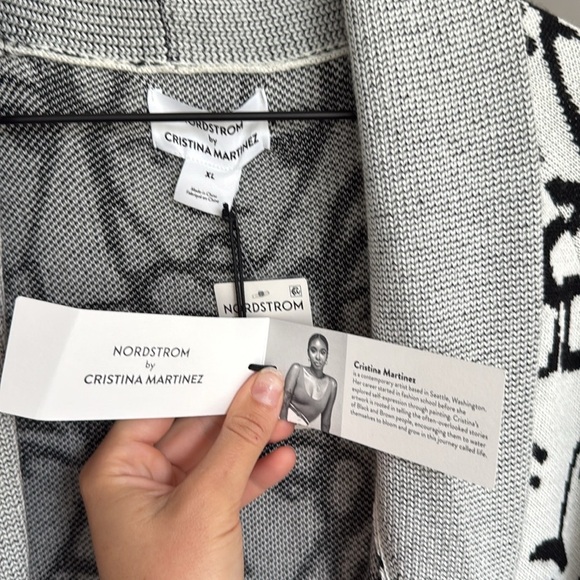 NORDSTROM
by
CRISTINA MARTINEZ
XL
Made in China
NORDSTROM
NORDSTROM
by
CRISTINA MARTINEZ
Cristina Martinez
is a contemporary artist based in Seattle, Washington.
Her career started in fashion school before she
explored self-expression through painting. Cristina's
artwork is rooted in telling the often-overlooked stories
of Black and Brown people, encouraging them to water
themselves to bloom and grow in this journey called life.